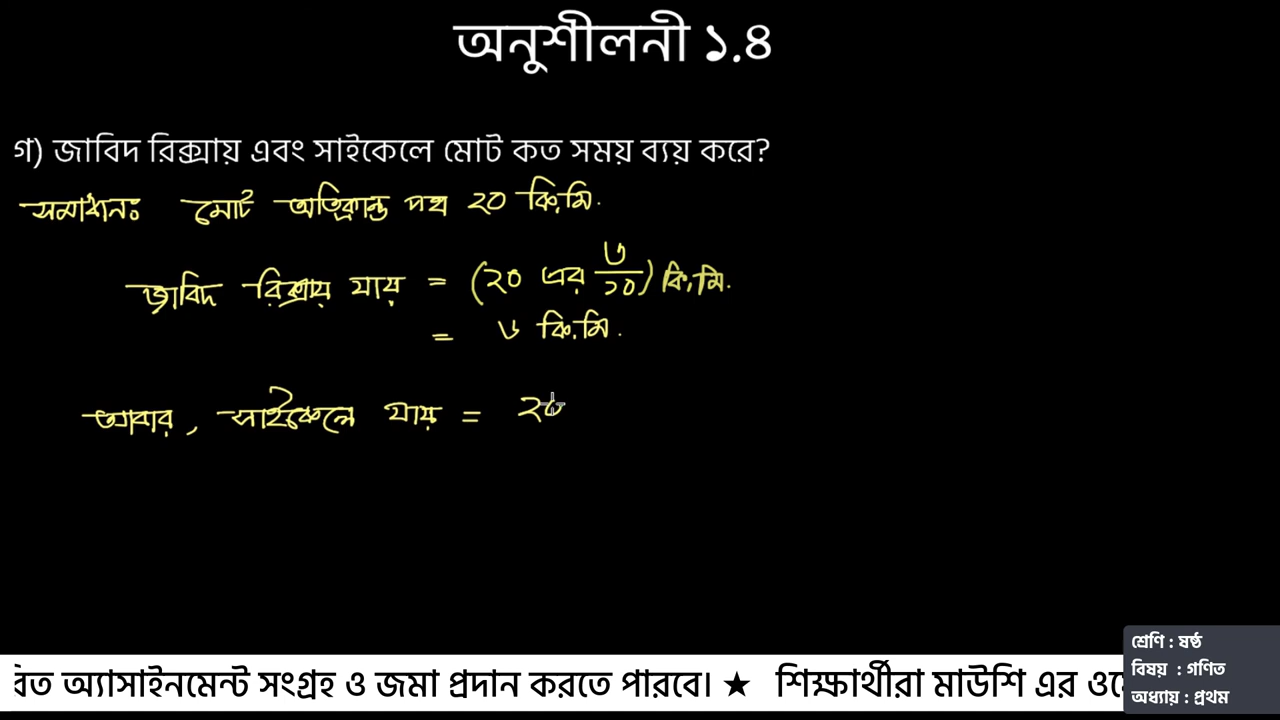 অনুশীলনী ১.৪
গ) জাবিদ রিক্সায় এবং সাইকেলে মোট কত সময় ব্যয় করে?
সমাধানঃ মোট অতিক্রান্ত পথ ২০ কি.মি.
জাবিদ রিক্সায় যায় = (২০ এর ৩/১০) কি.মি.
= ৬ কি.মি.
আবার, সাইকেলে যায় = ২০
বিত অ্যাসাইনমেন্ট সংগ্রহ ও জমা প্রদান করতে পারবে। ★ শিক্ষার্থীরা মাউশি এর
শ্রেণি : ষষ্ঠ
বিষয় : গণিত
অধ্যায় : প্রথম